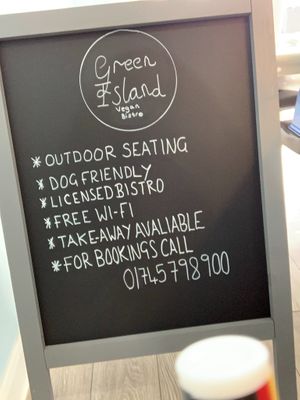 Green
Island
Vegan
Bistro
* OUTDOOR SEATING
* DOG FRIENDLY
* LICENSED BISTRO
* FREE WI-FI
* TAKE-AWAY AVALIABLE
* FOR BOOKINGS CALL
01745798900